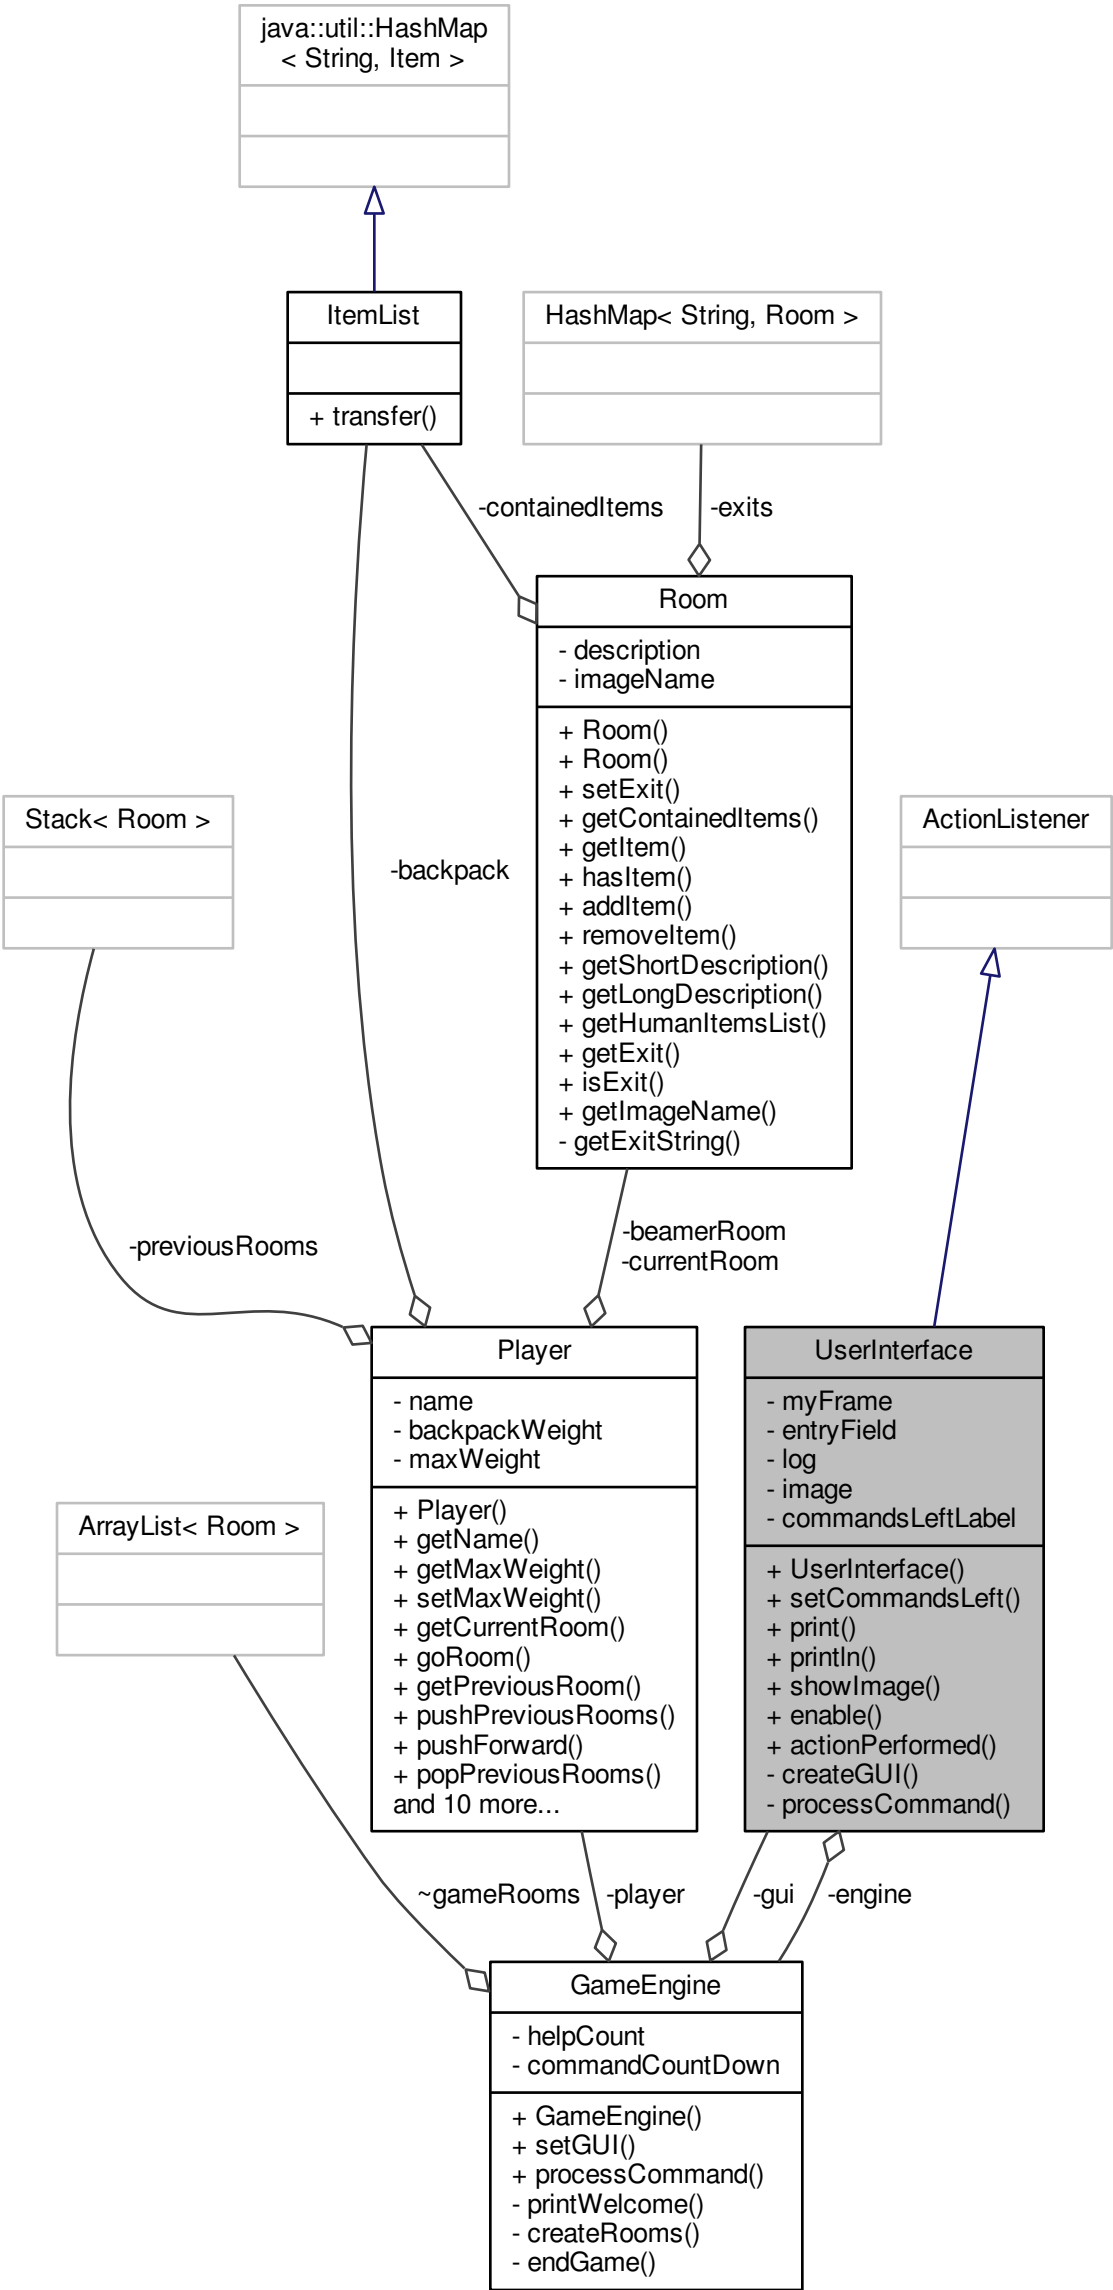 java::util::HashMap
< String, Item >
ItemList
+ transfer()
HashMap< String, Room >
-containedItems
-exits
Room
- description
- imageName
+ Room()
+ Room()
+ setExit()
+ getContainedItems()
+ getItem()
+ hasItem()
+ addItem()
+ removeItem()
+ getShortDescription()
+ getLongDescription()
+ getHumanItemsList()
+ getExit()
+ isExit()
+ getImageName()
- getExitString()
Stack< Room >
-backpack
ActionListener
-previousRooms
-beamerRoom
-currentRoom
Player
- name
- backpackWeight
- maxWeight
+ Player()
+ getName()
+ getMaxWeight()
+ setMaxWeight()
+ getCurrentRoom()
+ goRoom()
+ getPreviousRoom()
+ pushPreviousRooms()
+ pushForward()
+ popPreviousRooms()
and 10 more...
UserInterface
- myFrame
- entryField
- log
- image
- commandsLeftLabel
+ UserInterface()
+ setCommandsLeft()
+ print()
+ println()
+ showImage()
+ enable()
+ actionPerformed()
- createGUI()
- processCommand()
ArrayList< Room >
~gameRooms
-player
-gui
-engine
GameEngine
- helpCount
- commandCountDown
+ GameEngine()
+ setGUI()
+ processCommand()
- printWelcome()
- createRooms()
- endGame()